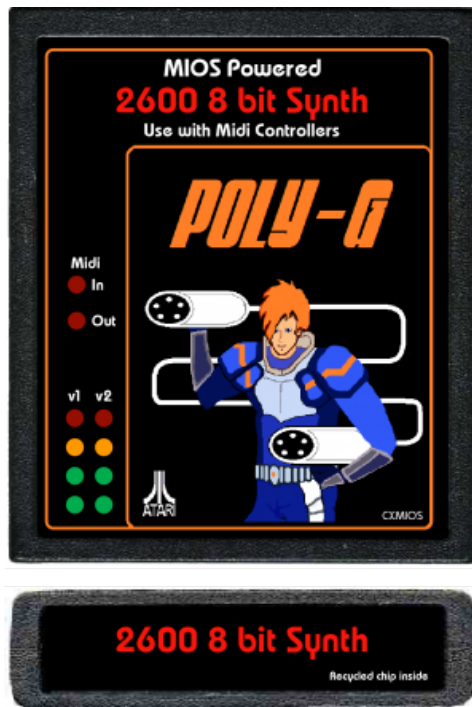 MIOS Powered
2600 8 bit Synth
Use with Midi Controllers
POLY-G
Midi
In
Out
v1 v2
ATARI
CXMIOS
2600 8 bit Synth
Recycled chip inside